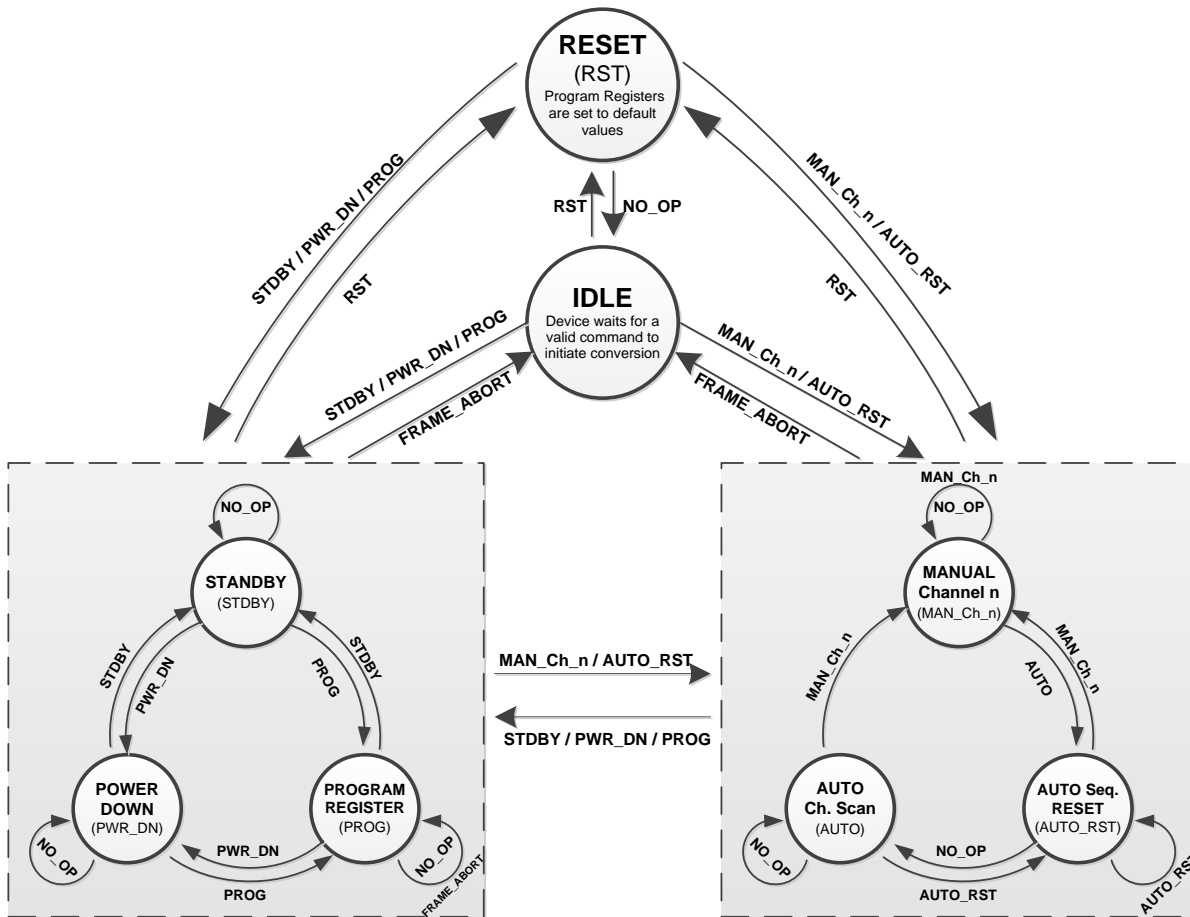 RESET
(RST)
Program Registers
are set to default
values
STDBY / PWR_DN / PROG
RST
RST
NO_OP
MAN_Ch_n / AUTO_RST
RST
IDLE
Device waits for a
valid command to
initiate conversion
STDBY / PWR_DN / PROG
FRAME_ABORT
MAN_Ch_n / AUTO_RST
FRAME_ABORT
NO_OP
STANDBY
(STDBY)
STDBY
PWR_DN
PROG
STDBY
POWER
DOWN
(PWR_DN)
PROGRAM
REGISTER
(PROG)
NO_OP
PWR_DN
PROG
NO_OP
FRAME_ABORT
MAN_Ch_n / AUTO_RST
STDBY / PWR_DN / PROG
MAN_Ch_n
NO_OP
MANUAL
Channel n
(MAN_Ch_n)
MAN_Ch_n
AUTO
MAN_Ch_n
AUTO
Ch. Scan
(AUTO)
AUTO Seq.
RESET
(AUTO_RST)
NO_OP
NO_OP
AUTO_RST
AUTO_RST